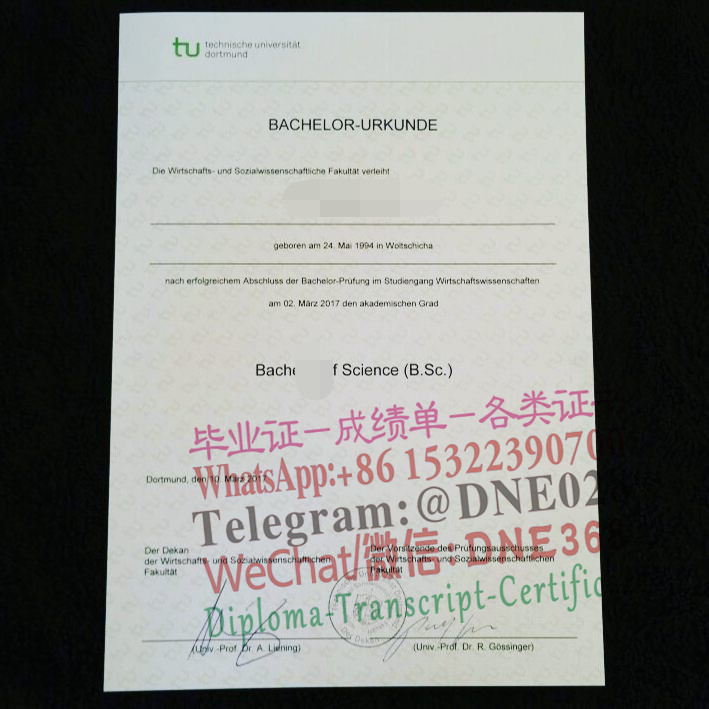 tu technische universität
dortmund
BACHELOR-URKUNDE
Die Wirtschafts- und Sozialwissenschaftliche Fakultät verleiht
geboren am 24. Mai 1994 in Woltschicha
nach erfolgreichem Abschluss der Bachelor-Prüfung im Studiengang Wirtschaftswissenschaften
am 02. März 2017 den akademischen Grad
Bache f Science (B.Sc.)
毕业证－成绩单－各类证
WhatsApp:+86 1532239070
Dortmund, den 10. März 2017
Telegram:@DNE02
WeChat/微信:DNE36
Der Dekan
der Wirtschafts- und Sozialwissenschaftlichen
Fakultät
Der Vorsitzende des Prüfungsausschusses
der Wirtschafts- und Sozialwissenschaftlichen
Fakultät
Diploma-Transcript-Certific
(Univ.-Prof. Dr. A. Liening)
(Univ.-Prof. Dr. R. Gössinger)